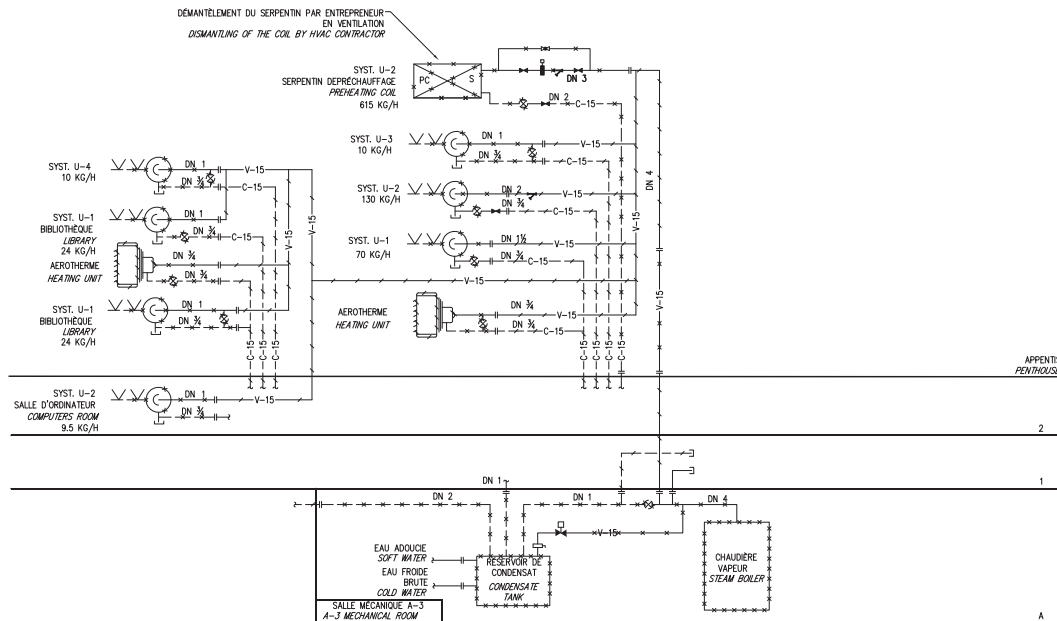 DÉMANTÈLEMENT DU SERPENTIN PAR ENTREPRENEUR
EN VENTILATION
DISMANTLING OF THE COIL BY HVAC CONTRACTOR
SYST. U-2
SERPENTIN DEPRÉCHAUFFAGE
PREHEATING COIL
615 KG/H
PC
S
DN 3
DN 2
C-15
SYST. U-3
10 KG/H
DN 1
V-15
DN ¾
C-15
SYST. U-2
130 KG/H
DN 2
V-15
DN ¾
C-15
SYST. U-1
70 KG/H
DN 1½
V-15
DN ¾
C-15
V-15
DN 4
V-15
V-15
AEROTHERME
HEATING UNIT
DN ¾
V-15
DN ¾
C-15
C-15
C-15
C-15
C-15
SYST. U-4
10 KG/H
DN 1
V-15
DN ¾
C-15
SYST. U-1
BIBLIOTHÈQUE
LIBRARY
24 KG/H
DN 1
DN ¾
C-15
V-15
V-15
AEROTHERME
HEATING UNIT
DN ¾
DN ¾
SYST. U-1
BIBLIOTHÈQUE
LIBRARY
24 KG/H
DN 1
DN ¾
C-15
C-15
C-15
APPENTIS
PENTHOUSE
SYST. U-2
SALLE D'ORDINATEUR
COMPUTERS ROOM
9.5 KG/H
DN 1
V-15
DN ¾
2
1
DN 1
DN 2
DN 1
DN 4
V-15
EAU ADOUCIE
SOFT WATER
EAU FROIDE
BRUTE
COLD WATER
RÉSERVOIR DE
CONDENSAT
CONDENSATE
TANK
CHAUDIÈRE
VAPEUR
STEAM BOILER
SALLE MÉCANIQUE A-3
A-3 MECHANICAL ROOM
A